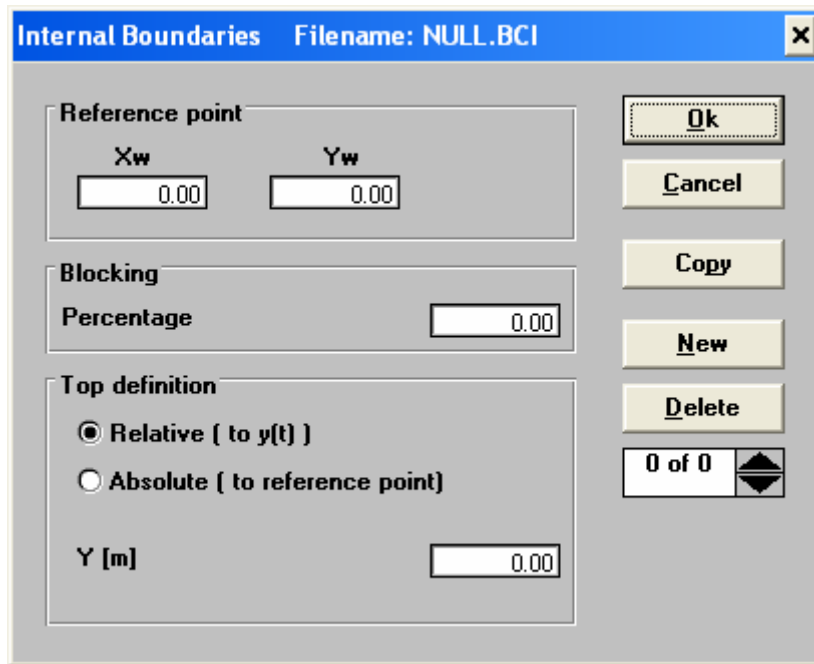 Internal Boundaries Filename: NULL.BCI
Reference point
Xw Yw
0.00 0.00
Blocking
Percentage 0.00
Top definition
Relative ( to y(t) )
Absolute ( to reference point)
Y [m] 0.00
Ok
Cancel
Copy
New
Delete
0 of 0